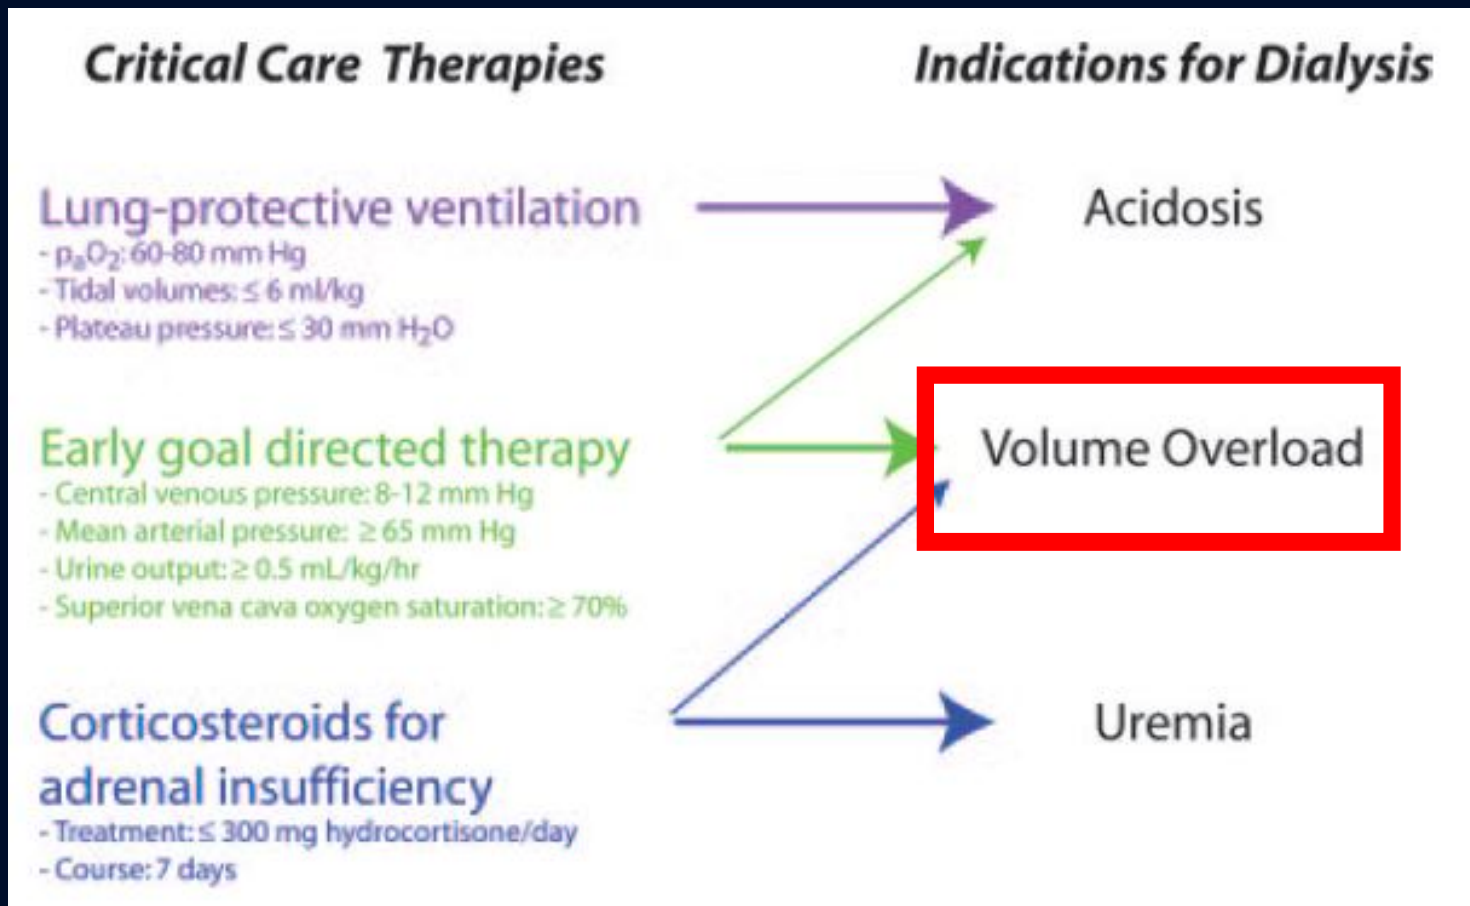 Critical Care Therapies
Indications for Dialysis
Lung-protective ventilation
- pₐO₂: 60-80 mm Hg
- Tidal volumes: ≤ 6 ml/kg
- Plateau pressure: ≤ 30 mm H₂O
Acidosis
Early goal directed therapy
- Central venous pressure: 8-12 mm Hg
- Mean arterial pressure: ≥ 65 mm Hg
- Urine output: ≥ 0.5 mL/kg/hr
- Superior vena cava oxygen saturation: ≥ 70%
Volume Overload
Corticosteroids for
adrenal insufficiency
- Treatment: ≤ 300 mg hydrocortisone/day
- Course: 7 days
Uremia